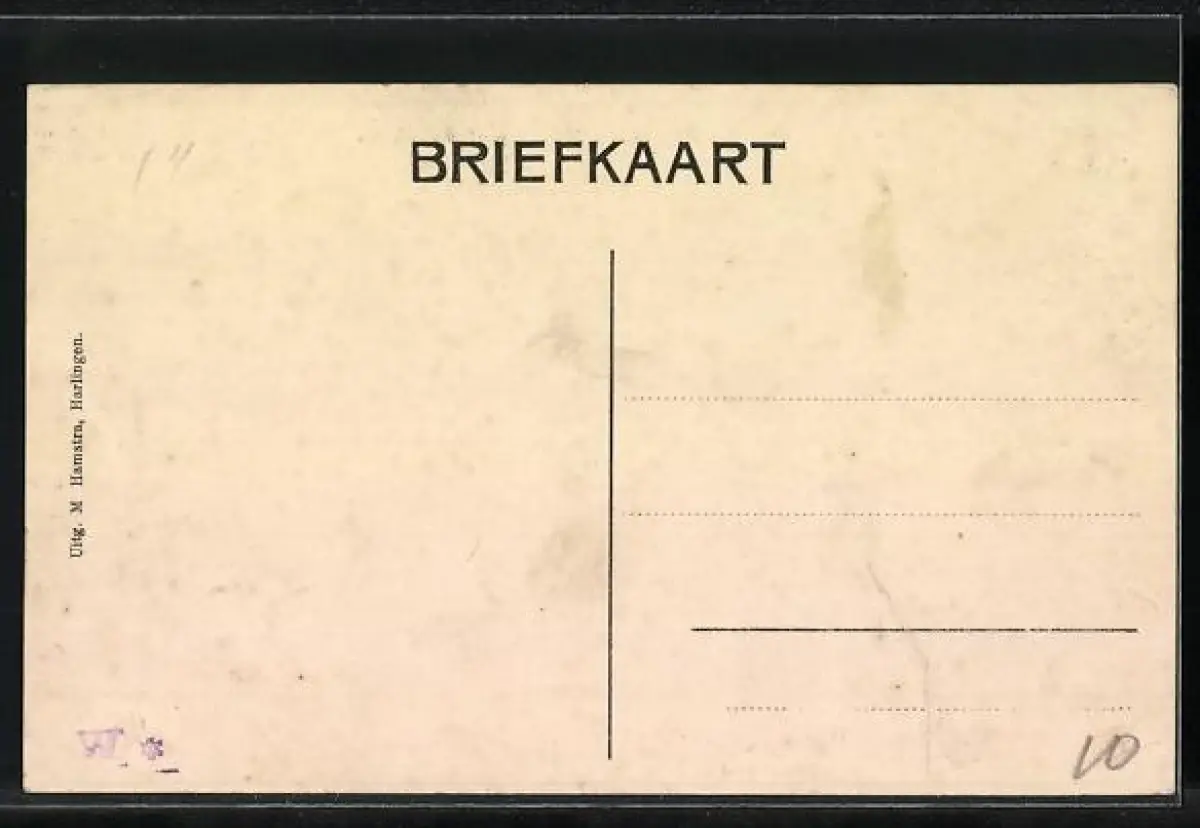 BRIEFKAART
Uitg. M Hamstra, Harlingen.
W *
10